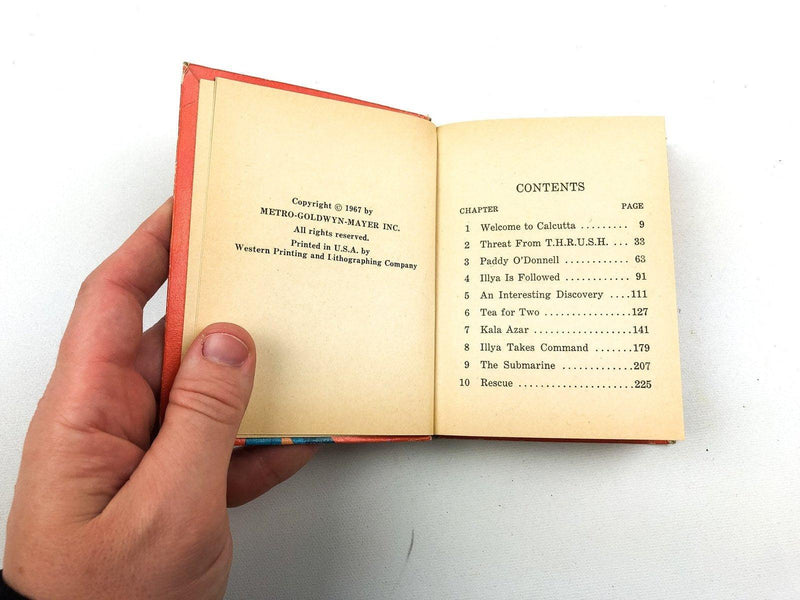 Copyright © 1967 by
METRO-GOLDWYN-MAYER INC.
All rights reserved.
Printed in U.S.A. by
Western Printing and Lithographing Company
CONTENTS
CHAPTER PAGE
1 Welcome to Calcutta ......... 9
2 Threat From T.H.R.U.S.H. .... 33
3 Paddy O'Donnell ............ 63
4 Illya Is Followed ........... 91
5 An Interesting Discovery ....111
6 Tea for Two ................127
7 Kala Azar ..................141
8 Illya Takes Command .......179
9 The Submarine .............207
10 Rescue .....................225